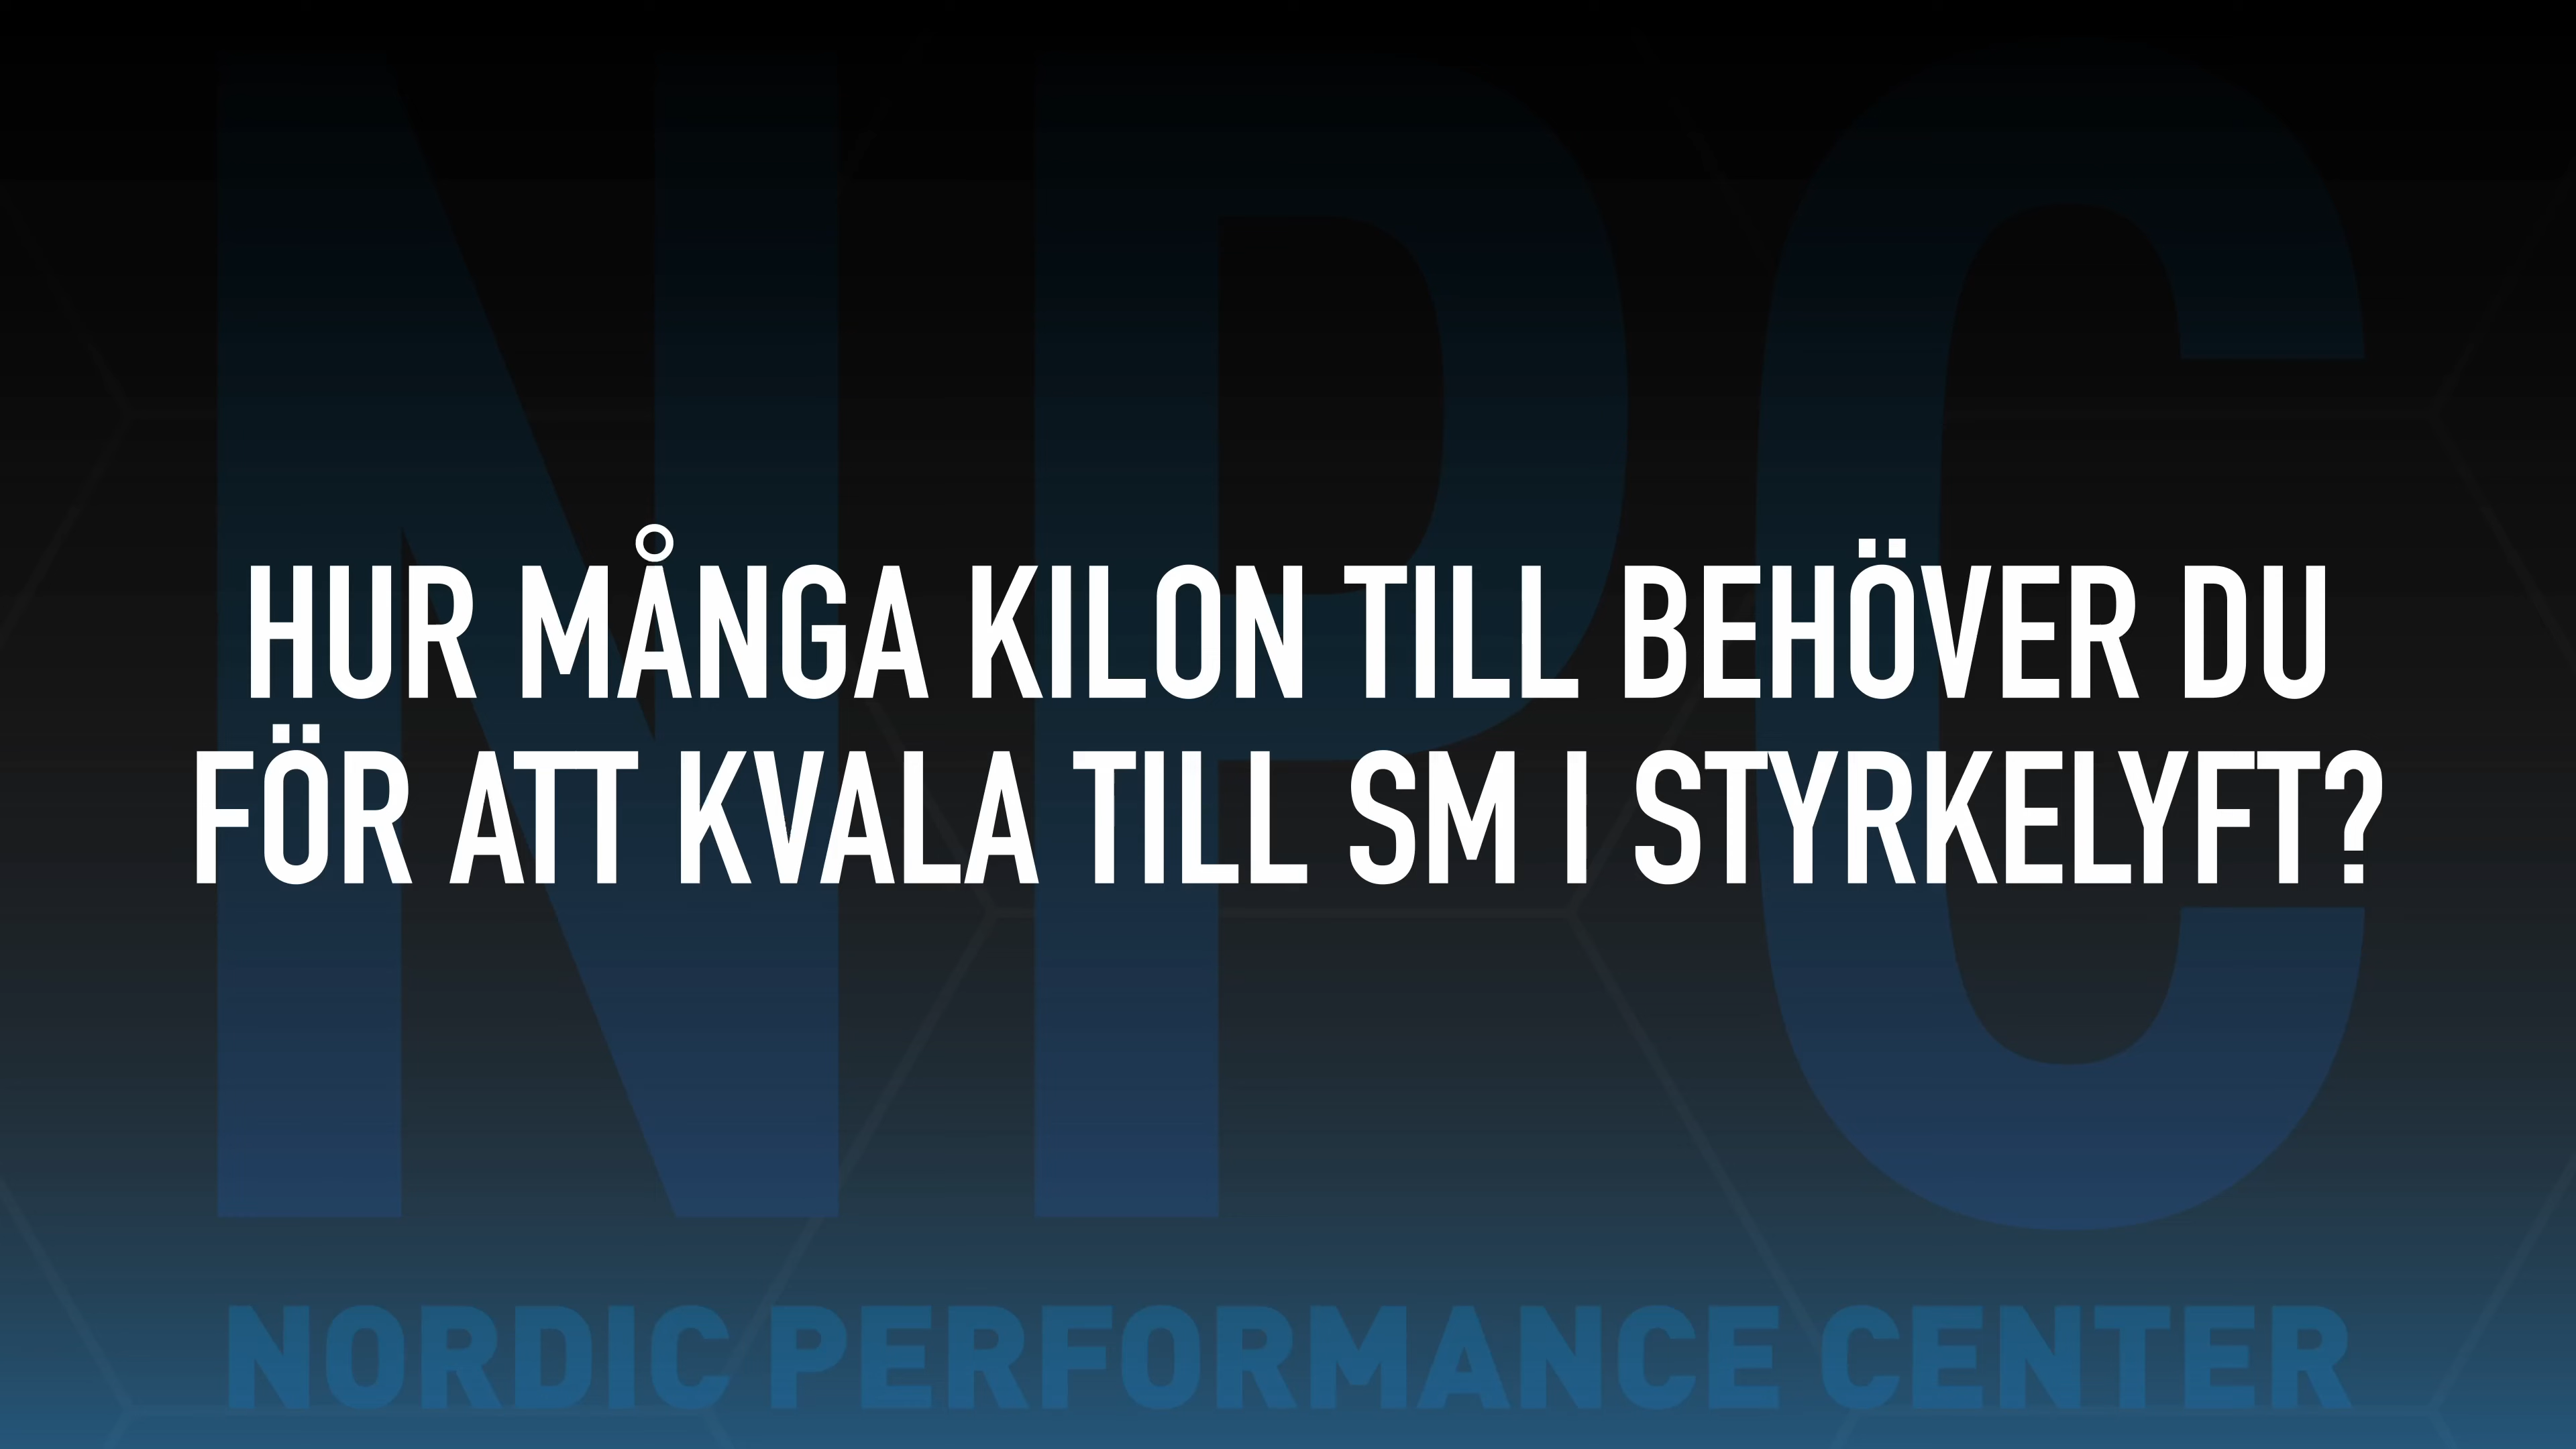 NPC
HUR MÅNGA KILON TILL BEHÖVER DU
FÖR ATT KVALA TILL SM I STYRKELYFT?
NORDIC PERFORMANCE CENTER